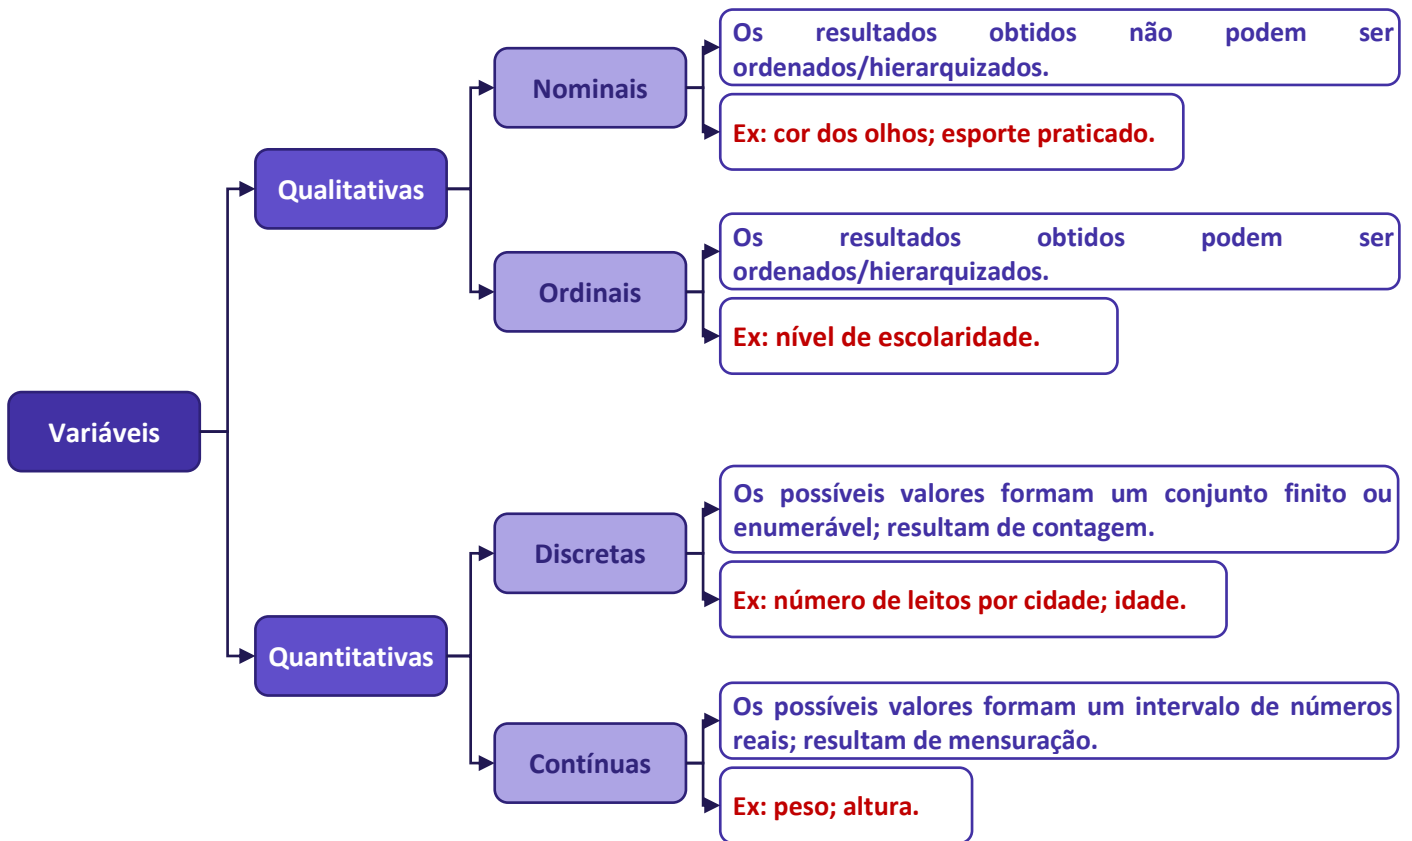 Variáveis
Qualitativas
Nominais
Os resultados obtidos não podem ser
ordenados/hierarquizados.
Ex: cor dos olhos; esporte praticado.
Ordinais
Os resultados obtidos podem ser
ordenados/hierarquizados.
Ex: nível de escolaridade.
Quantitativas
Discretas
Os possíveis valores formam um conjunto finito ou
enumerável; resultam de contagem.
Ex: número de leitos por cidade; idade.
Contínuas
Os possíveis valores formam um intervalo de números
reais; resultam de mensuração.
Ex: peso; altura.